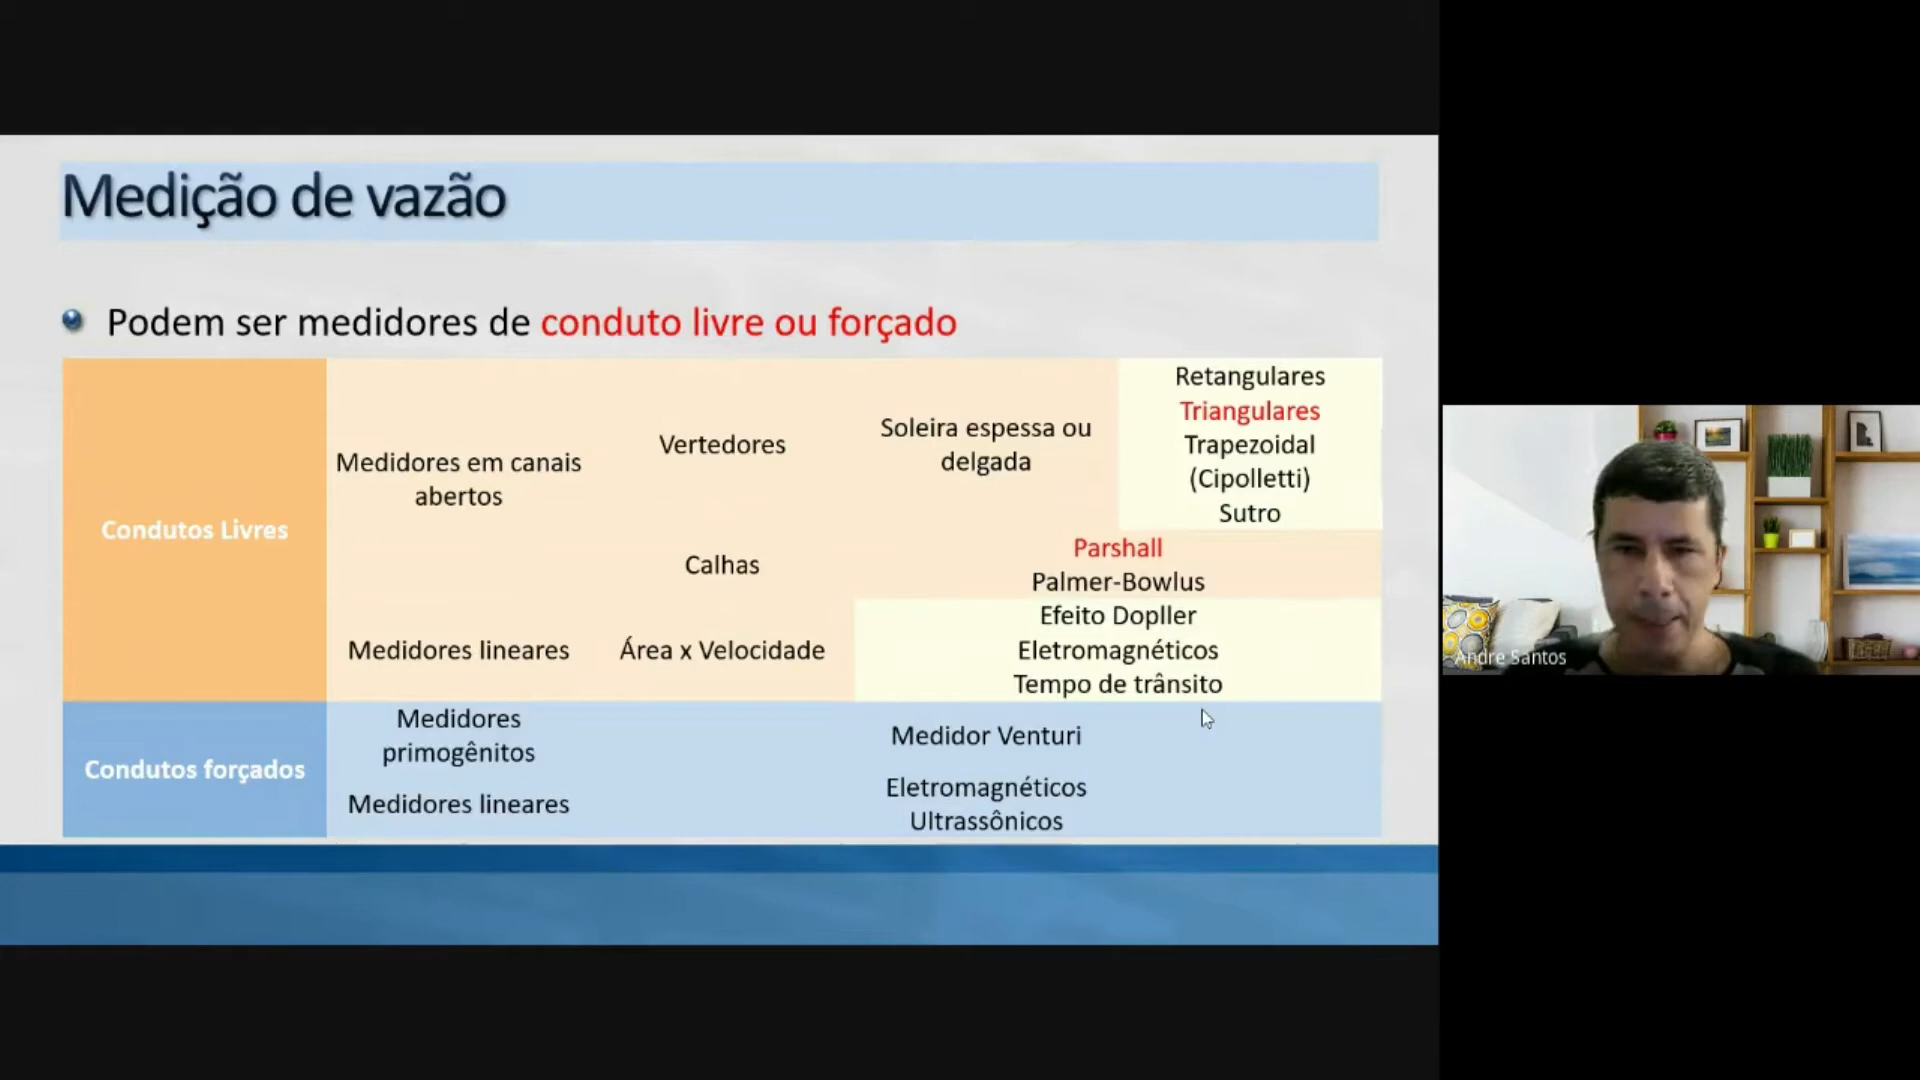 Medição de vazão
Podem ser medidores de conduto livre ou forçado
Condutos Livres
Medidores em canais
abertos
Vertedores
Soleira espessa ou
delgada
Retangulares
Triangulares
Trapezoidal
(Cipolletti)
Sutro
Calhas
Parshall
Palmer-Bowlus
Medidores lineares
Área x Velocidade
Efeito Dopller
Eletromagnéticos
Tempo de trânsito
Condutos forçados
Medidores
primogênitos
Medidor Venturi
Medidores lineares
Eletromagnéticos
Ultrassônicos
Andre Santos